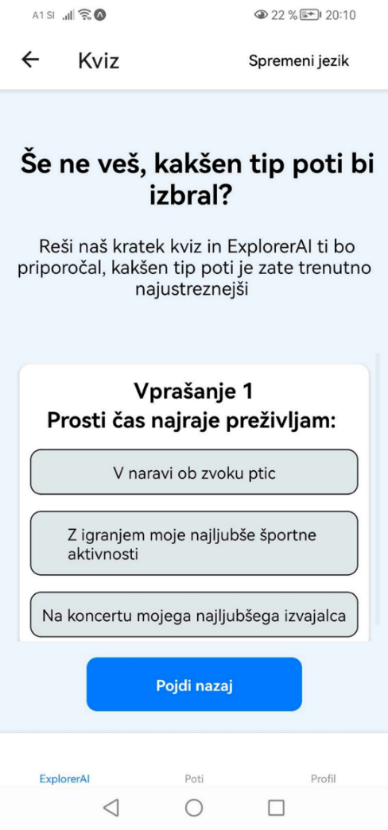 A1 SI 22 % 20:10
Kviz Spremeni jezik
Še ne veš, kakšen tip poti bi
izbral?
Reši naš kratek kviz in ExplorerAI ti bo
priporočal, kakšen tip poti je zate trenutno
najustreznejši
Vprašanje 1
Prosti čas najraje preživljam:
V naravi ob zvoku ptic
Z igranjem moje najljubše športne
aktivnosti
Na koncertu mojega najljubšega izvajalca
Pojdi nazaj
ExplorerAI Poti Profil